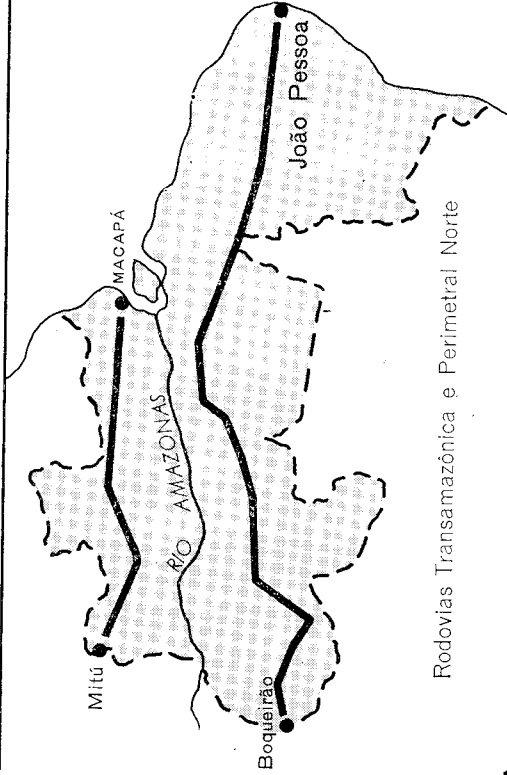 MACAPÁ
Mitú
RIO AMAZONAS
João Pessoa
Boqueirão
Rodovias Transamazônica e Perimetral Norte